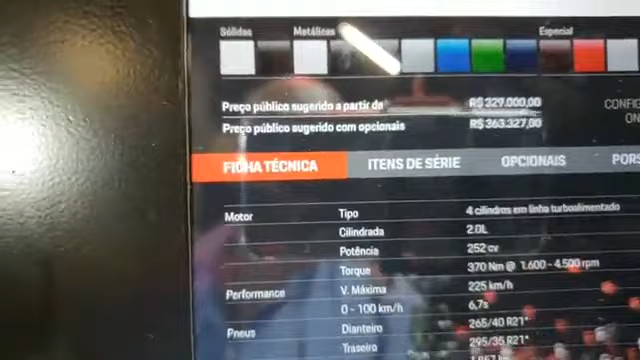 Sólidas Metálicas Especial
Preço público sugerido a partir de R$ 329.000,00
Preço público sugerido com opcionais R$ 363.327,00
CONFIG
ON
FICHA TÉCNICA ITENS DE SÉRIE OPCIONAIS PORS
Motor Tipo 4 cilindros em linha turboalimentado
Cilindrada 2.0L
Potência 252 cv
Torque 370 Nm @ 1.600 - 4.500 rpm
Performance V. Máxima 225 km/h
0 - 100 km/h 6,7s
Pneus Dianteiro 265/40 R21"
Traseiro 295/35 R21"